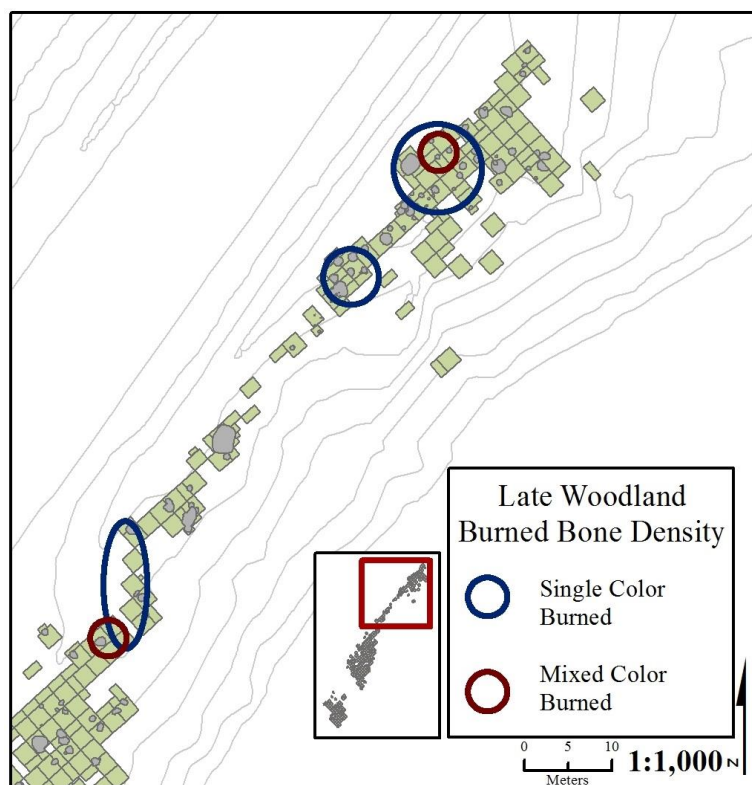 Late Woodland
Burned Bone Density
Single Color
Burned
Mixed Color
Burned
0 5 10
Meters
1:1,000
N